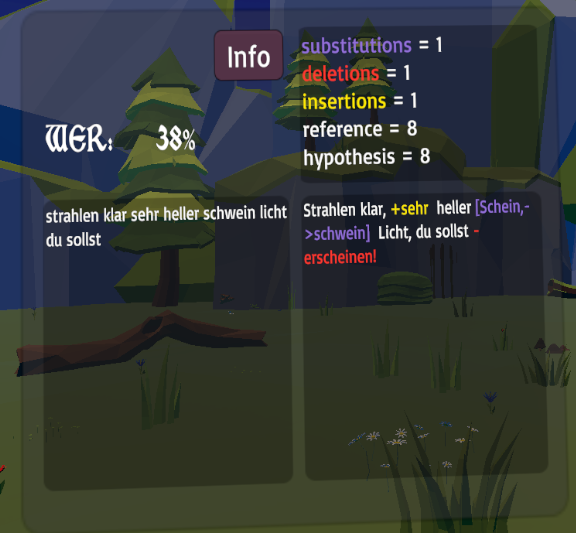 Info
substitutions = 1
deletions = 1
insertions = 1
reference = 8
hypothesis = 8
WER: 38%
strahlen klar sehr heller schwein licht
du sollst
Strahlen klar, +sehr heller [Schein,-
>schwein] Licht, du sollst -
erscheinen!